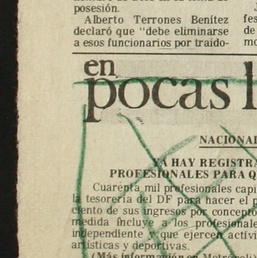 posesión.
Alberto Terrones Benítez
declaró que "debe eliminarse
a esos funcionarios por traido-
en
pocas l
NACIONAL
YA HAY REGISTRA
PROFESIONALES PARA Q
Cuarenta mil profesionales capi
la tesorería del DF para hacer el p
ciento de sus ingresos por concepto
medida incluye a los profesionale
independiente y que ejercen activi
artísticas y deportivas.
(Más información en Metropoli